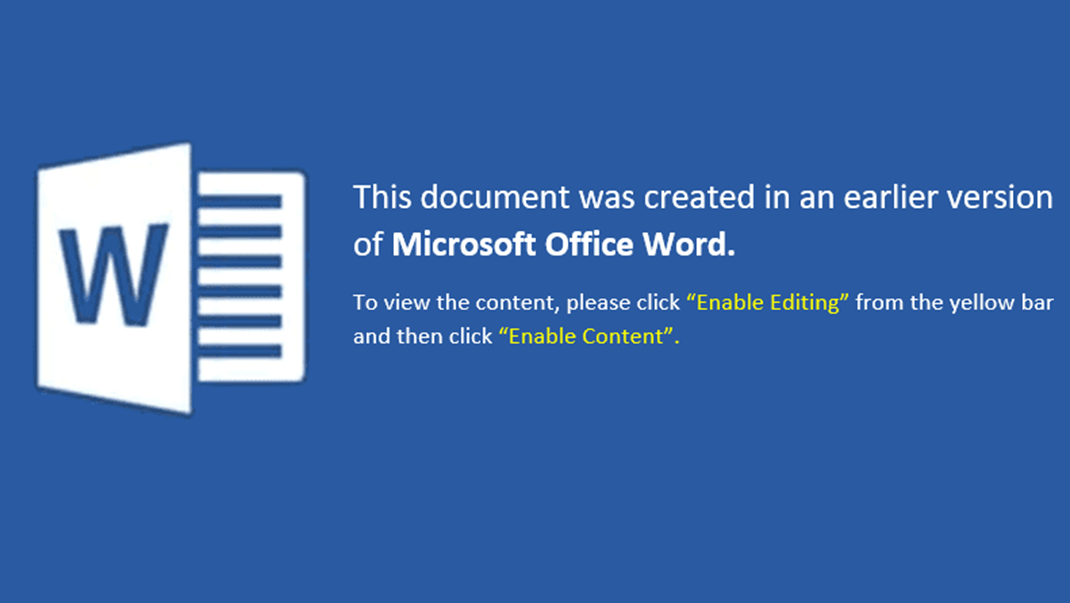 W
This document was created in an earlier version
of Microsoft Office Word.
To view the content, please click “Enable Editing” from the yellow bar
and then click “Enable Content”.